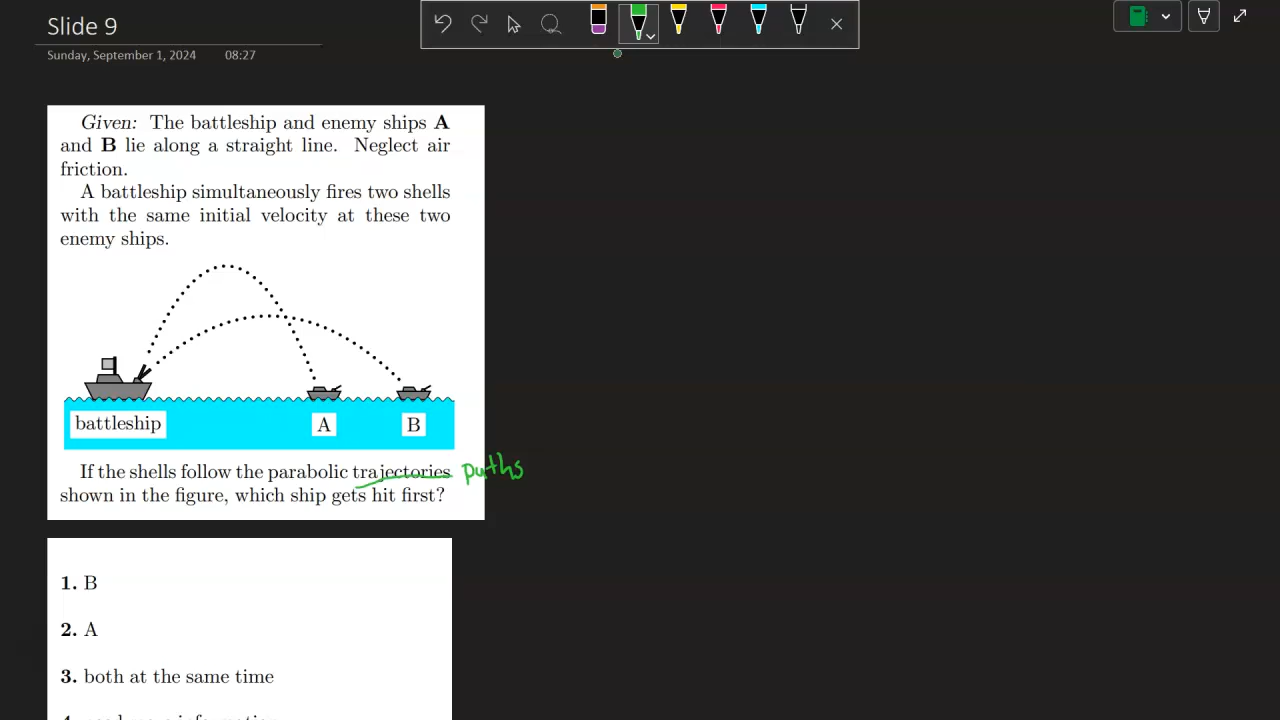 Slide 9
Sunday, September 1, 2024 08:27
Given: The battleship and enemy ships A
and B lie along a straight line. Neglect air
friction.
A battleship simultaneously fires two shells
with the same initial velocity at these two
enemy ships.
battleship
A
B
If the shells follow the parabolic trajectories paths
shown in the figure, which ship gets hit first?
1. B
2. A
3. both at the same time